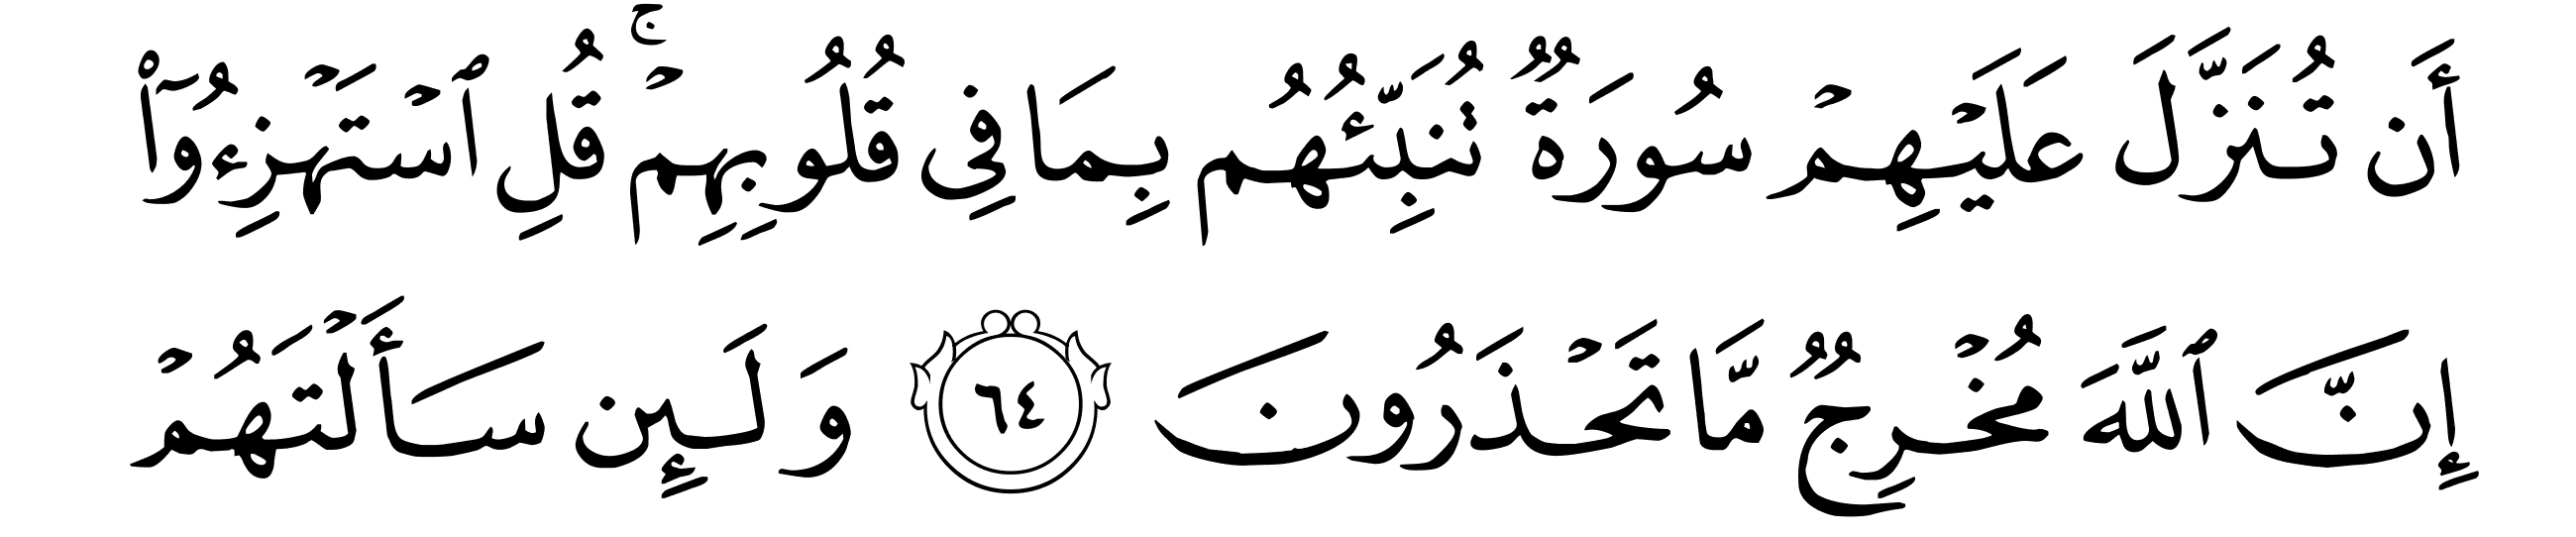 أَن تُنَزَّلَ عَلَيۡهِمۡ سُورَةٞ تُنَبِّئُهُم بِمَا فِي قُلُوبِهِمۡۚ قُلِ ٱسۡتَهۡزِءُوٓاْ
إِنَّ ٱللَّهَ مُخۡرِجٞ مَّا تَحۡذَرُونَ ٦٤ وَلَئِن سَأَلۡتَهُمۡ